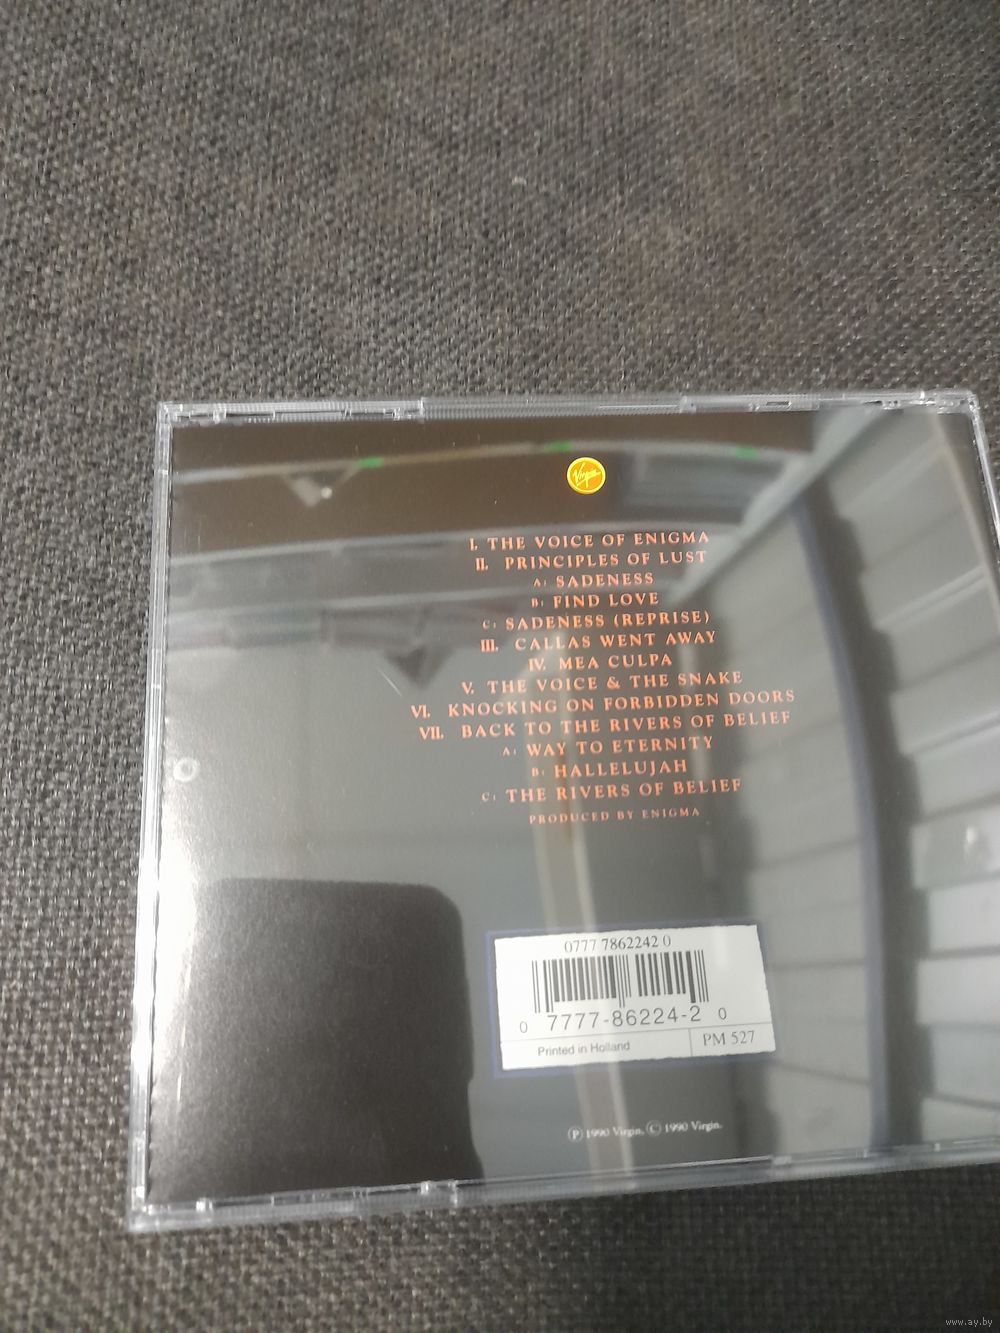 Virgin
I. THE VOICE OF ENIGMA
II. PRINCIPLES OF LUST
A: SADENESS
B: FIND LOVE
C: SADENESS (REPRISE)
III. CALLAS WENT AWAY
IV. MEA CULPA
V. THE VOICE & THE SNAKE
VI. KNOCKING ON FORBIDDEN DOORS
VII. BACK TO THE RIVERS OF BELIEF
A: WAY TO ETERNITY
B: HALLELUJAH
C: THE RIVERS OF BELIEF
PRODUCED BY ENIGMA
0777 7862242 0
0 7777-86224-2 0
Printed in Holland PM 527
Ⓟ 1990 Virgin. © 1990 Virgin.
www.ay.by